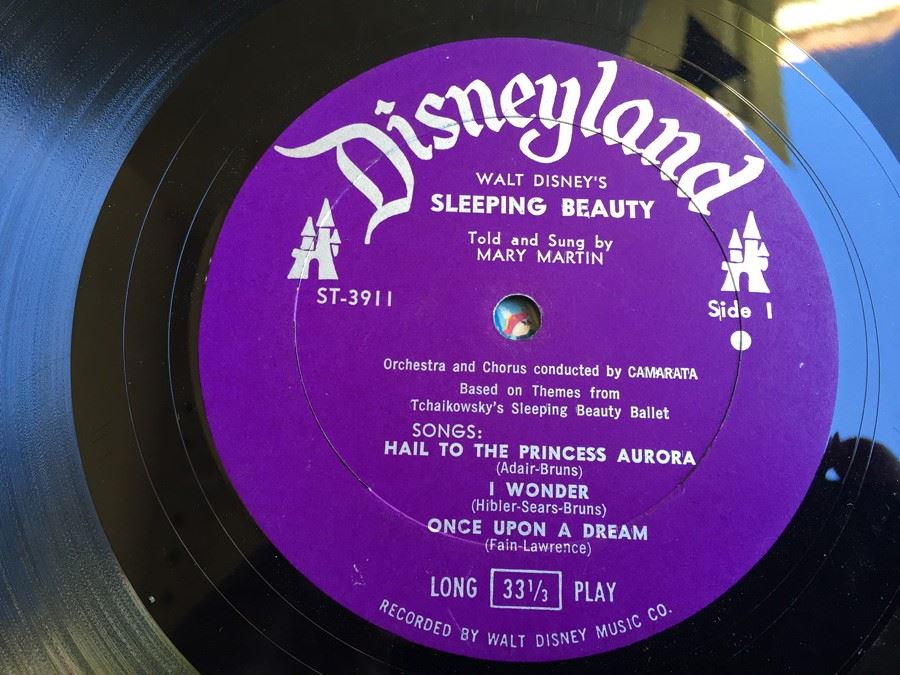 Disneyland
WALT DISNEY'S
SLEEPING BEAUTY
Told and Sung by
MARY MARTIN
ST-3911
Side 1
Orchestra and Chorus conducted by CAMARATA
Based on Themes from
Tchaikowsky's Sleeping Beauty Ballet
SONGS:
HAIL TO THE PRINCESS AURORA
(Adair-Bruns)
I WONDER
(Hibler-Sears-Bruns)
ONCE UPON A DREAM
(Fain-Lawrence)
LONG 33⅓ PLAY
RECORDED BY WALT DISNEY MUSIC CO.